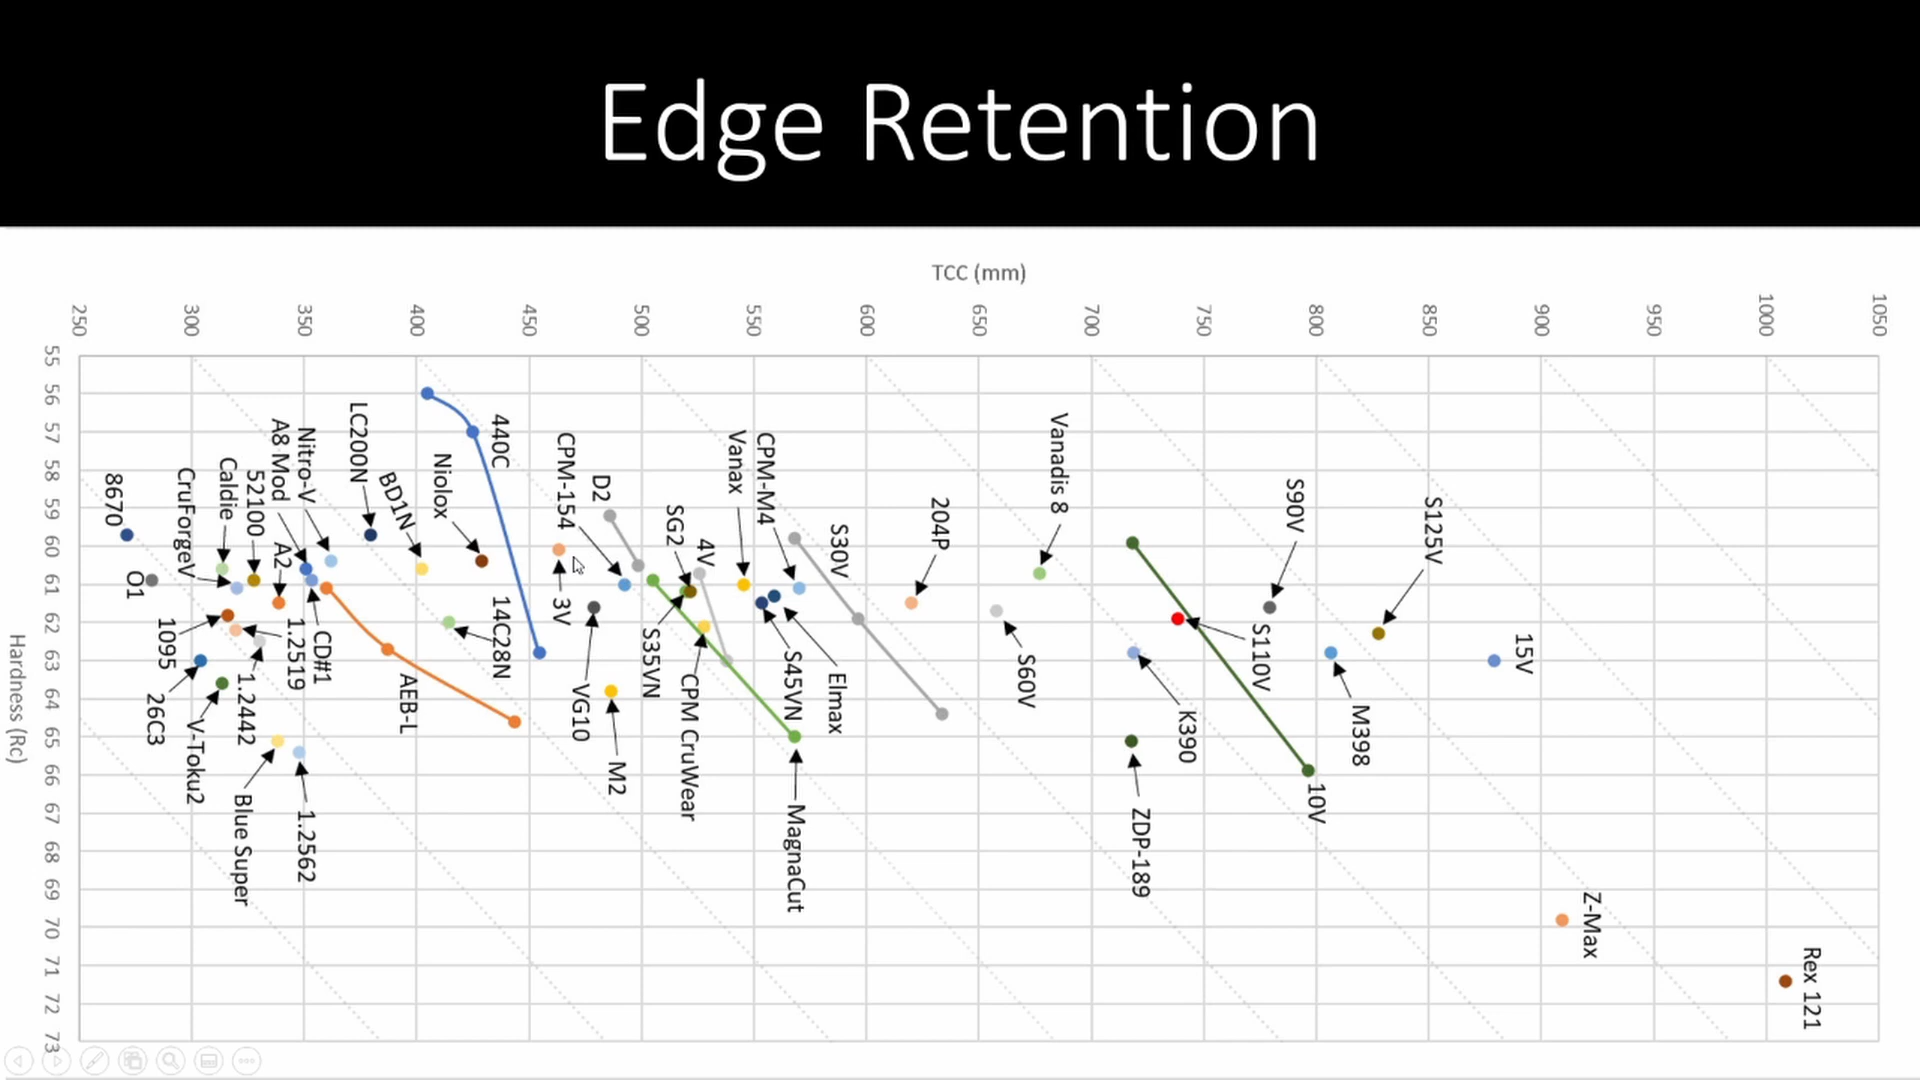 Edge Retention
TCC (mm)
250
300
350
400
450
500
550
600
650
700
750
800
850
900
950
1000
1050
Hardness (Rc)
55
56
57
58
59
60
61
62
63
64
65
66
67
68
69
70
71
72
73
8670
O1
CruForgeV
Caldie
52100
A8 Mod
Nitro-V
A2
LC200N
BD1N
Niolox
440C
CPM-154
D2
SG2
4V
Vanax
CPM-M4
S30V
204P
Vanadis 8
S90V
S125V
1095
26C3
V-Toku2
1.2442
1.2519
CD#1
Blue Super
1.2562
AEB-L
14C28N
3V
VG10
M2
S35VN
CPM CruWear
S45VN
Elmax
MagnaCut
S60V
K390
ZDP-189
S110V
10V
M398
15V
Z-Max
Rex 121